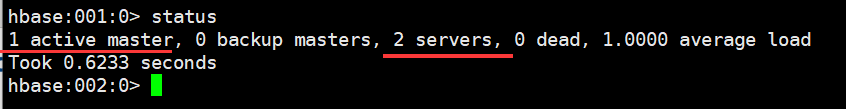 hbase:001:0> status
1 active master, 0 backup masters, 2 servers, 0 dead, 1.0000 average load
Took 0.6233 seconds
hbase:002:0>